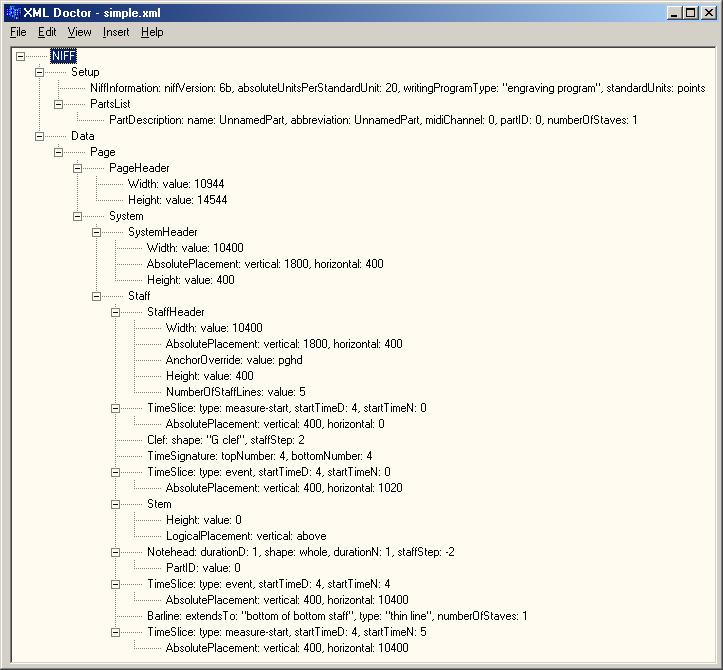 XML Doctor - simple.xml
File Edit View Insert Help
NIFF
Setup
NiffInformation: niffVersion: 6b, absoluteUnitsPerStandardUnit: 20, writingProgramType: "engraving program", standardUnits: points
PartsList
PartDescription: name: UnnamedPart, abbreviation: UnnamedPart, midiChannel: 0, partID: 0, numberOfStaves: 1
Data
Page
PageHeader
Width: value: 10944
Height: value: 14544
System
SystemHeader
Width: value: 10400
AbsolutePlacement: vertical: 1800, horizontal: 400
Height: value: 400
Staff
StaffHeader
Width: value: 10400
AbsolutePlacement: vertical: 1800, horizontal: 400
AnchorOverride: value: pghd
Height: value: 400
NumberOfStaffLines: value: 5
TimeSlice: type: measure-start, startTimeD: 4, startTimeN: 0
AbsolutePlacement: vertical: 400, horizontal: 0
Clef: shape: "G clef", staffStep: 2
TimeSignature: topNumber: 4, bottomNumber: 4
TimeSlice: type: event, startTimeD: 4, startTimeN: 0
AbsolutePlacement: vertical: 400, horizontal: 1020
Stem
Height: value: 0
LogicalPlacement: vertical: above
Notehead: durationD: 1, shape: whole, durationN: 1, staffStep: -2
PartID: value: 0
TimeSlice: type: event, startTimeD: 4, startTimeN: 4
AbsolutePlacement: vertical: 400, horizontal: 10400
Barline: extendsTo: "bottom of bottom staff", type: "thin line", numberOfStaves: 1
TimeSlice: type: measure-start, startTimeD: 4, startTimeN: 5
AbsolutePlacement: vertical: 400, horizontal: 10400